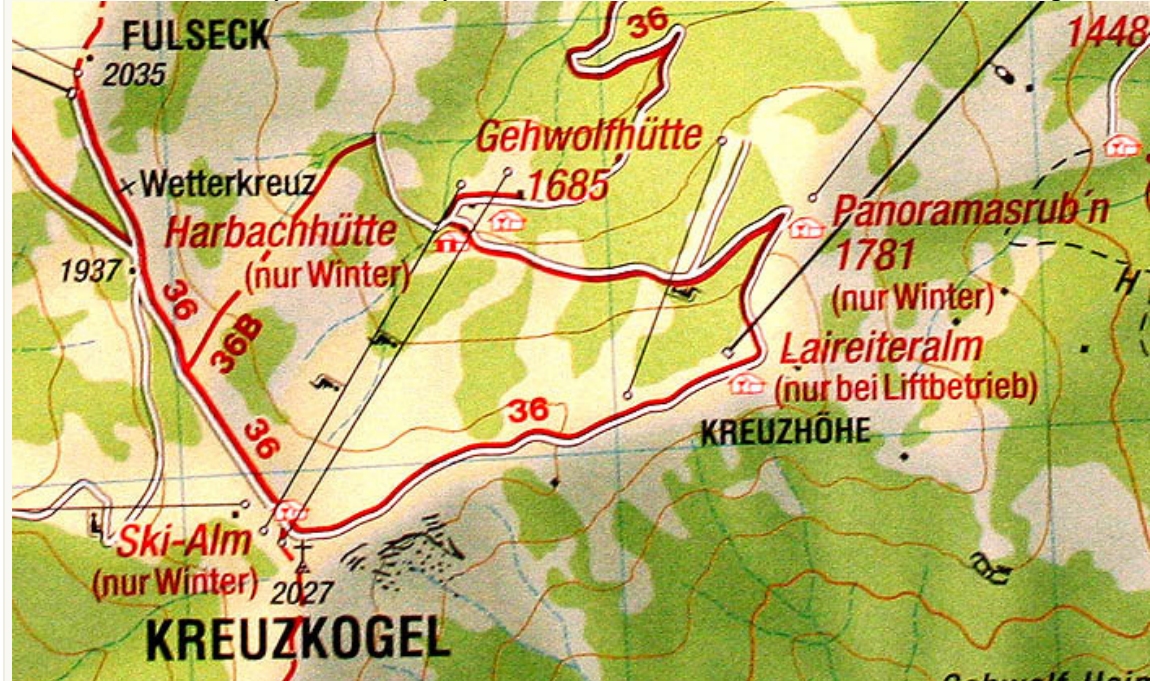 FULSECK
2035
36
1448
Gehwolfhütte
1685
Wetterkreuz
Harbachhütte
(nur Winter)
Panoramasrub'n
1781
(nur Winter)
1937
36
36B
H
Laireiteralm
(nur bei Liftbetrieb)
36
36
KREUZHÖHE
Ski-Alm
(nur Winter)
2027
KREUZKOGEL